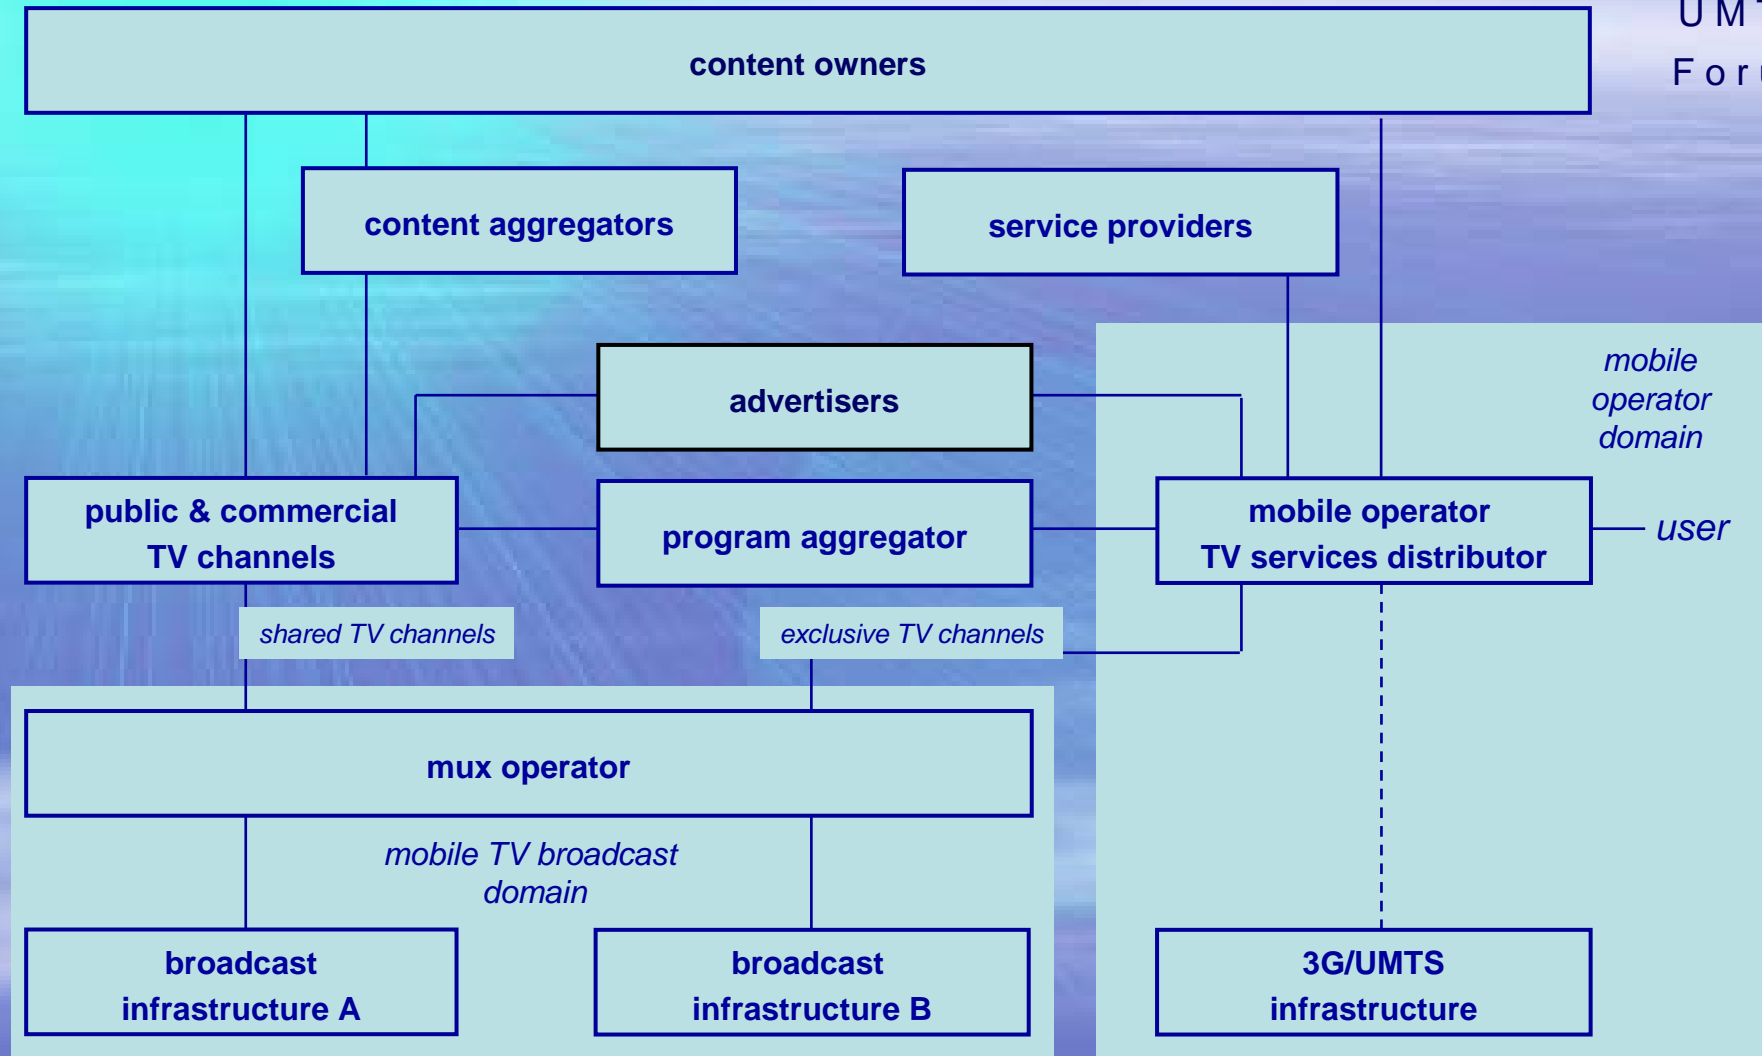 content owners
content aggregators
service providers
advertisers
mobile
operator
domain
public & commercial
TV channels
program aggregator
mobile operator
TV services distributor
user
shared TV channels
exclusive TV channels
mux operator
mobile TV broadcast
domain
broadcast
infrastructure A
broadcast
infrastructure B
3G/UMTS
infrastructure